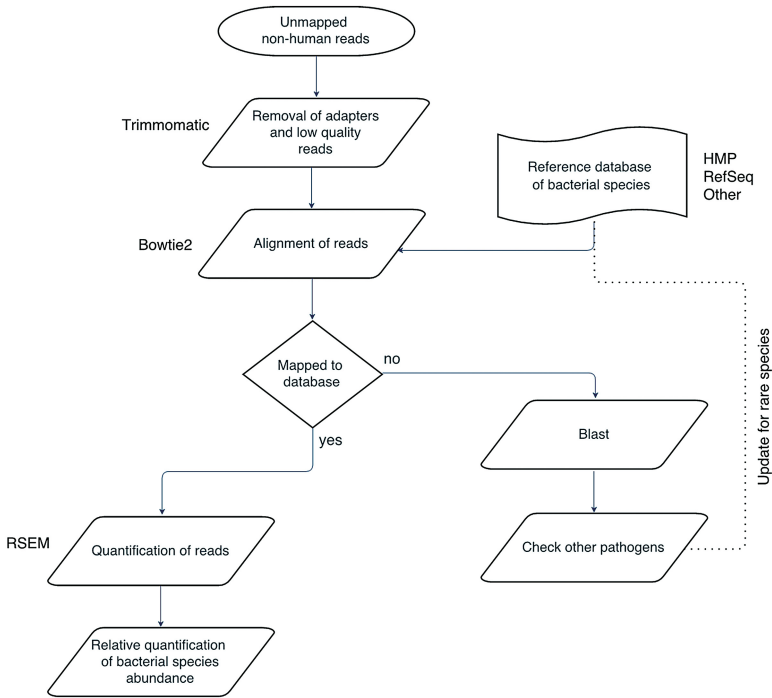 Unmapped
non-human reads
Trimmomatic
Removal of adapters
and low quality
reads
Reference database
of bacterial species
HMP
RefSeq
Other
Bowtie2
Alignment of reads
Mapped to
database
no
yes
Blast
Update for rare species
RSEM
Quantification of reads
Check other pathogens
Relative quantification
of bacterial species
abundance